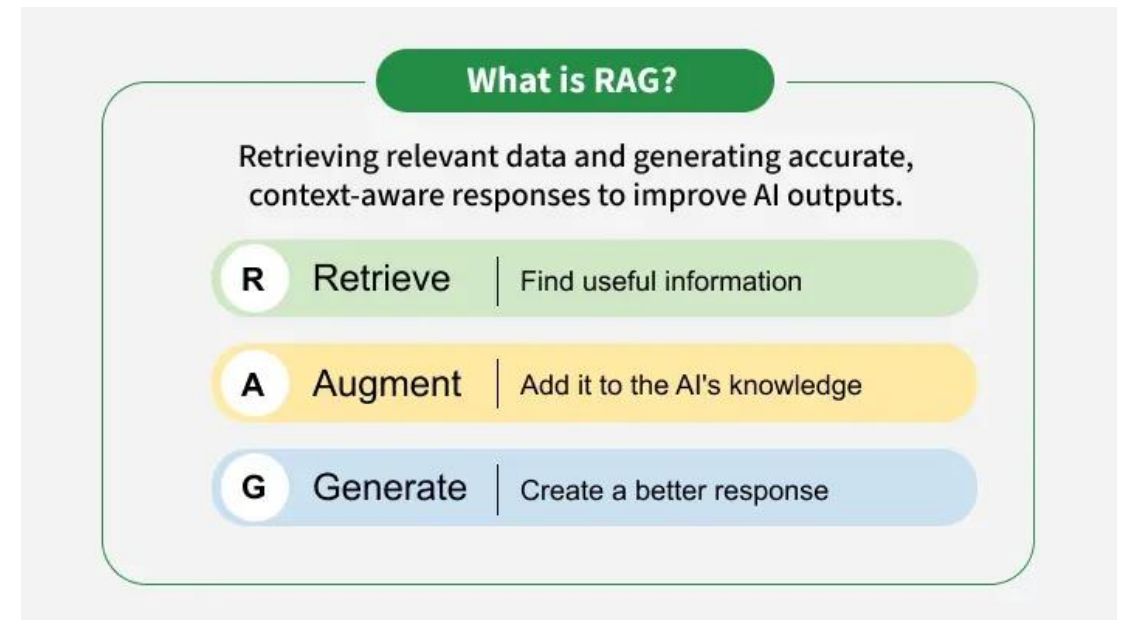 What is RAG?
Retrieving relevant data and generating accurate,
context-aware responses to improve AI outputs.
R Retrieve Find useful information
A Augment Add it to the AI's knowledge
G Generate Create a better response